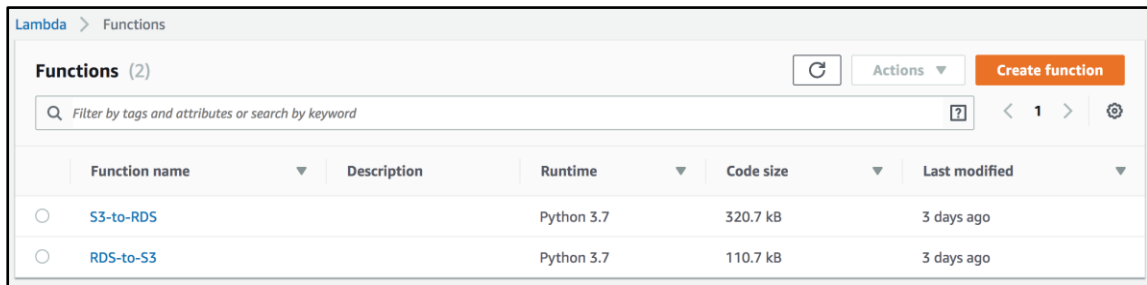 Lambda > Functions
Functions (2)
Actions
Create function
Filter by tags and attributes or search by keyword
?
< 1 >
Function name
Description
Runtime
Code size
Last modified
S3-to-RDS
Python 3.7
320.7 kB
3 days ago
RDS-to-S3
Python 3.7
110.7 kB
3 days ago